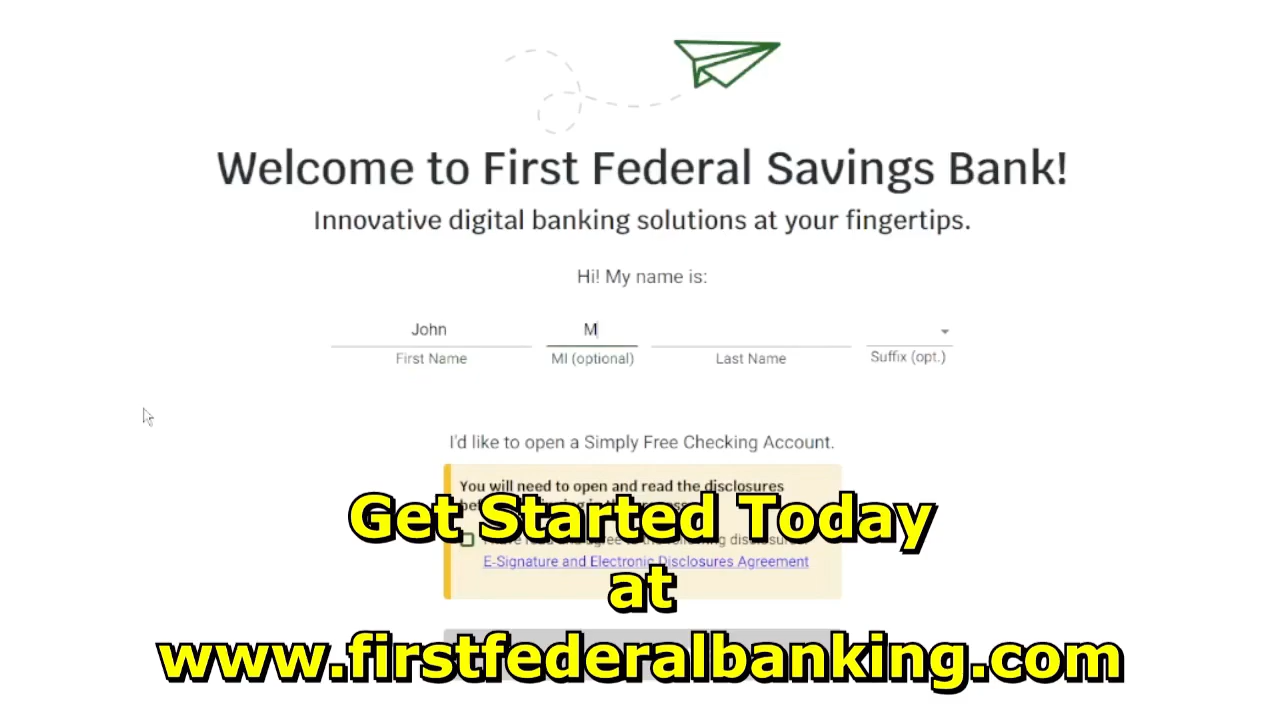 Welcome to First Federal Savings Bank!
Innovative digital banking solutions at your fingertips.
Hi! My name is:
John M
First Name MI (optional) Last Name Suffix (opt.)
I'd like to open a Simply Free Checking Account.
You will need to open and read the disclosures
Get Started Today
E-Signature and Electronic Disclosures Agreement
at
www.firstfederalbanking.com